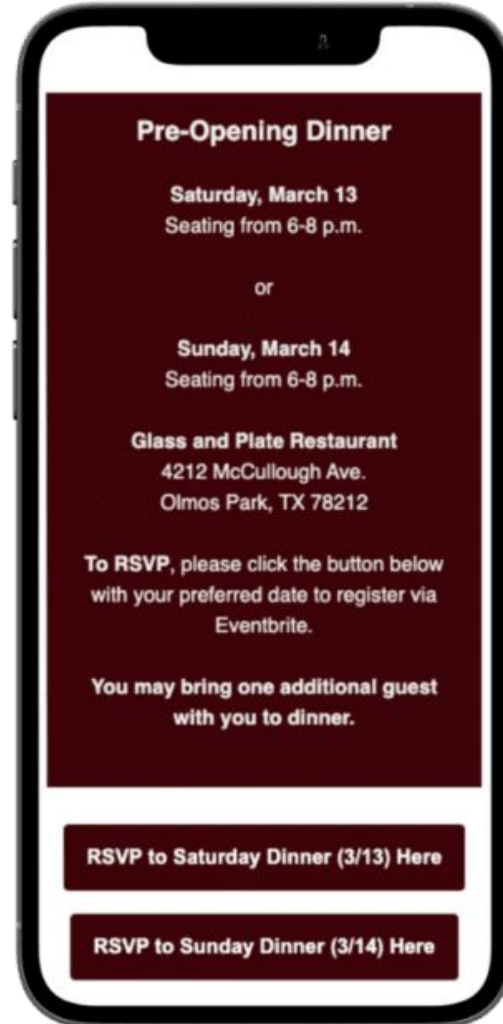 Pre-Opening Dinner
Saturday, March 13
Seating from 6-8 p.m.
or
Sunday, March 14
Seating from 6-8 p.m.
Glass and Plate Restaurant
4212 McCullough Ave.
Olmos Park, TX 78212
To RSVP, please click the button below
with your preferred date to register via
Eventbrite.
You may bring one additional guest
with you to dinner.
RSVP to Saturday Dinner (3/13) Here
RSVP to Sunday Dinner (3/14) Here